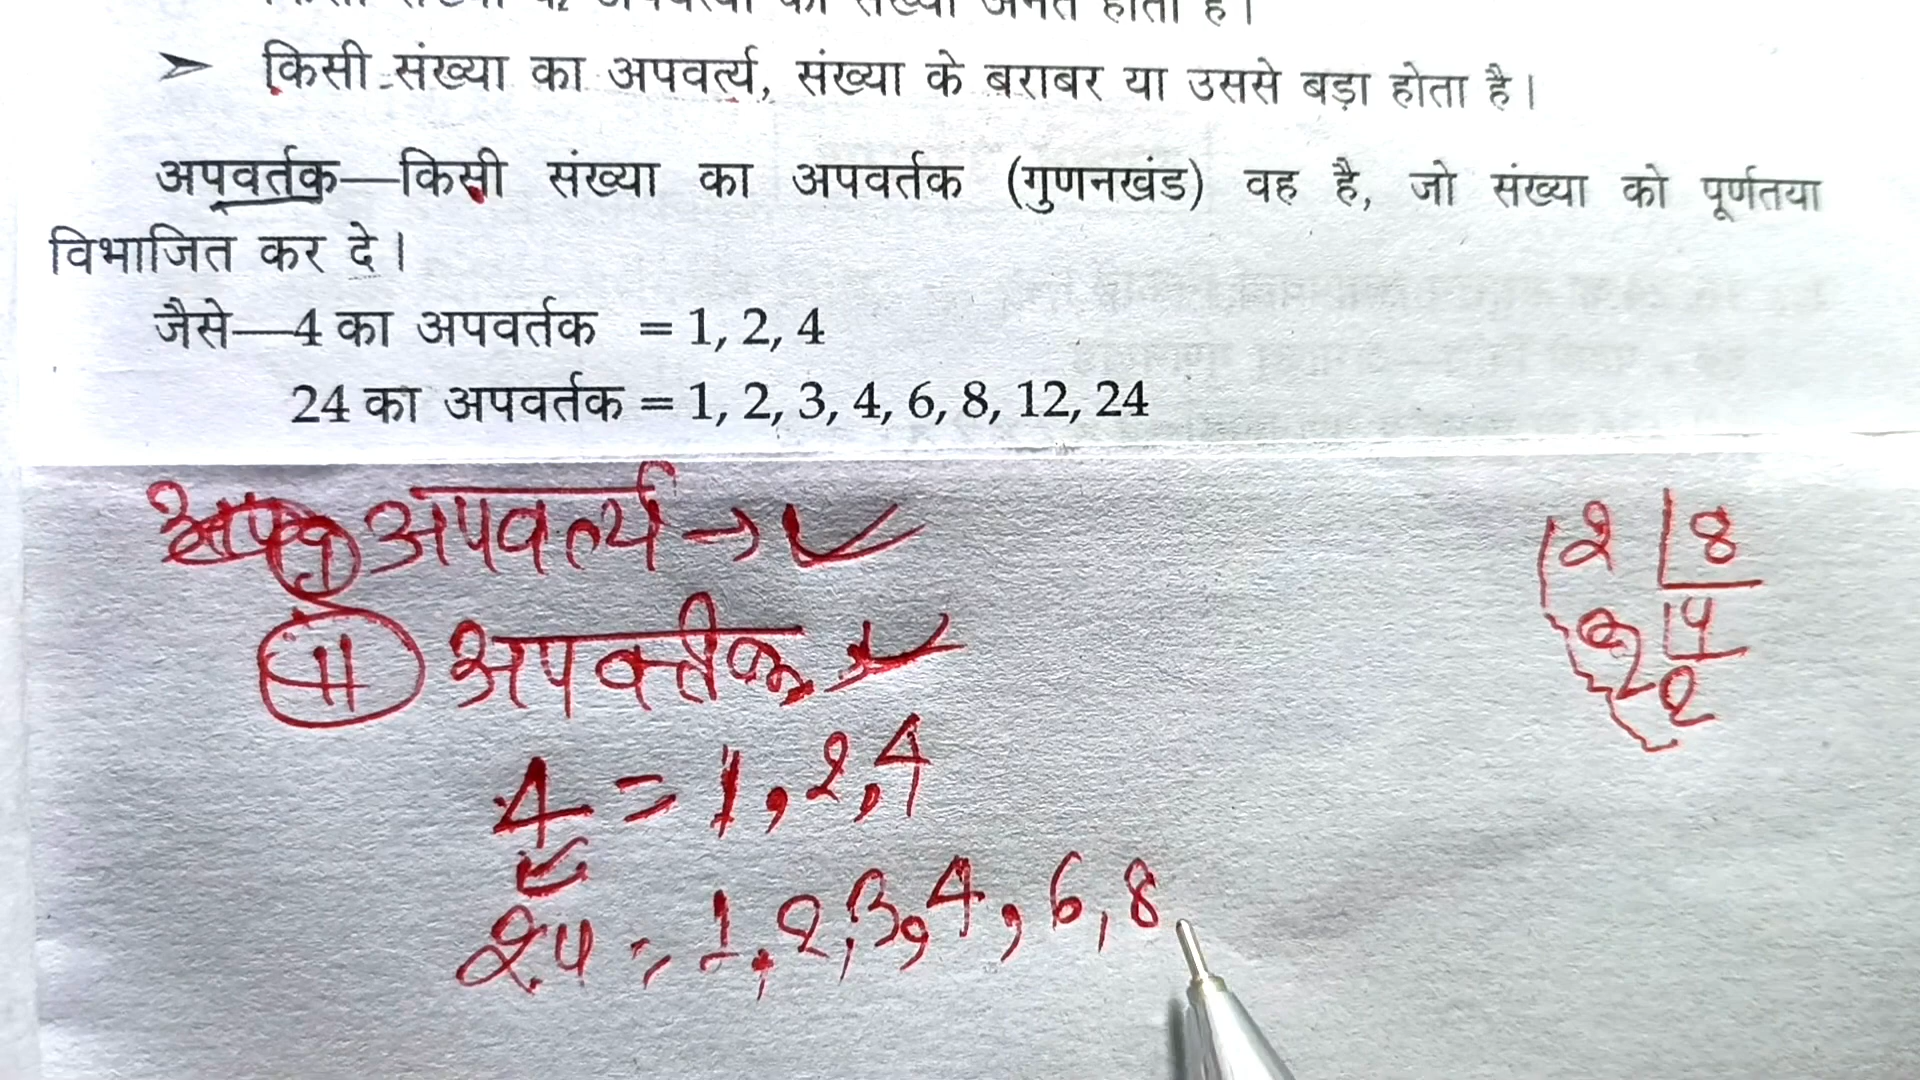 किसी संख्या के अपवर्त्यों की संख्या अनंत होती है।
➢ किसी संख्या का अपवर्त्य, संख्या के बराबर या उससे बड़ा होता है।
अपवर्तक—किसी संख्या का अपवर्तक (गुणनखंड) वह है, जो संख्या को पूर्णतया
विभाजित कर दे।
जैसे—4 का अपवर्तक = 1, 2, 4
24 का अपवर्तक = 1, 2, 3, 4, 6, 8, 12, 24
अपवर्त्य →
II अपवर्तक
4 = 1, 2, 4
24 = 1, 2, 3, 4, 6, 8
2 | 8
2 | 4
2